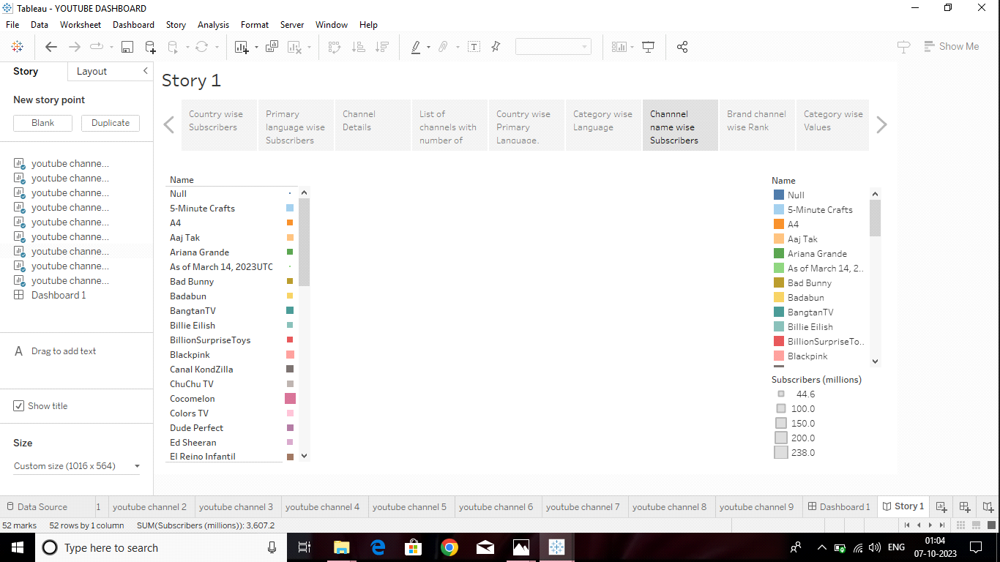 Tableau - YOUTUBE DASHBOARD
File Data Worksheet Dashboard Story Analysis Format Server Window Help
Show Me
Story Layout
New story point
Blank Duplicate
youtube channe...
youtube channe...
youtube channe...
youtube channe...
youtube channe...
youtube channe...
youtube channe...
youtube channe...
youtube channe...
Dashboard 1
A Drag to add text
Show title
Size
Custom size (1016 x 564)
Story 1
Country wise
Subscribers
Primary
language wise
Subscribers
Channel
Details
List of
channels with
number of
Country wise
Primary
Language.
Category wise
Language
Channnel
name wise
Subscribers
Brand channel
wise Rank
Category wise
Values
Name
Null
5-Minute Crafts
A4
Aaj Tak
Ariana Grande
As of March 14, 2023UTC
Bad Bunny
Badabun
BangtanTV
Billie Eilish
BillionSurpriseToys
Blackpink
Canal KondZilla
ChuChu TV
Cocomelon
Colors TV
Dude Perfect
Ed Sheeran
El Reino Infantil
Name
Null
5-Minute Crafts
A4
Aaj Tak
Ariana Grande
As of March 14, 2..
Bad Bunny
Badabun
BangtanTV
Billie Eilish
BillionSurpriseTo..
Blackpink
Subscribers (millions)
44.6
100.0
150.0
200.0
238.0
Data Source 1 youtube channel 2 youtube channel 3 youtube channel 4 youtube channel 5 youtube channel 6 youtube channel 7 youtube channel 8 youtube channel 9 Dashboard 1 Story 1
52 marks 52 rows by 1 column SUM(Subscribers (millions)): 3,607.2
Type here to search
ENG
01:04
07-10-2023